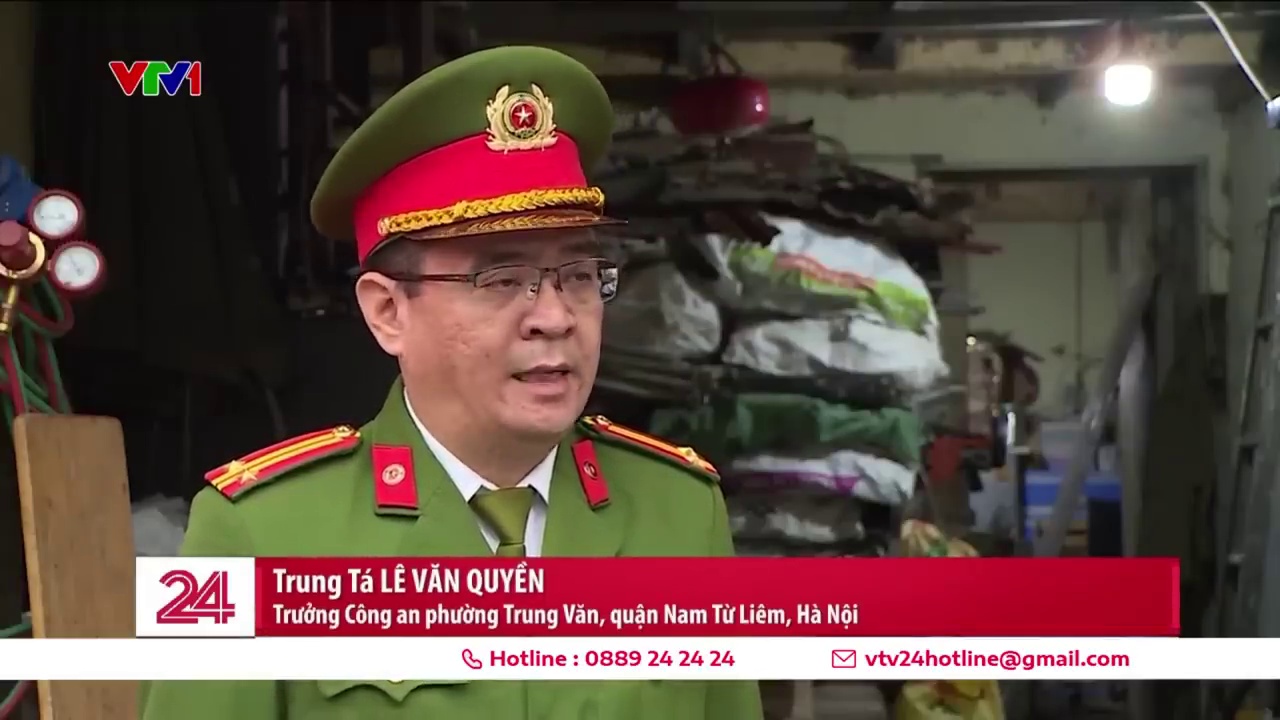 VTV1
24
Trung Tá LÊ VĂN QUYỀN
Trưởng Công an phường Trung Văn, quận Nam Từ Liêm, Hà Nội
Hotline : 0889 24 24 24
vtv24hotline@gmail.com